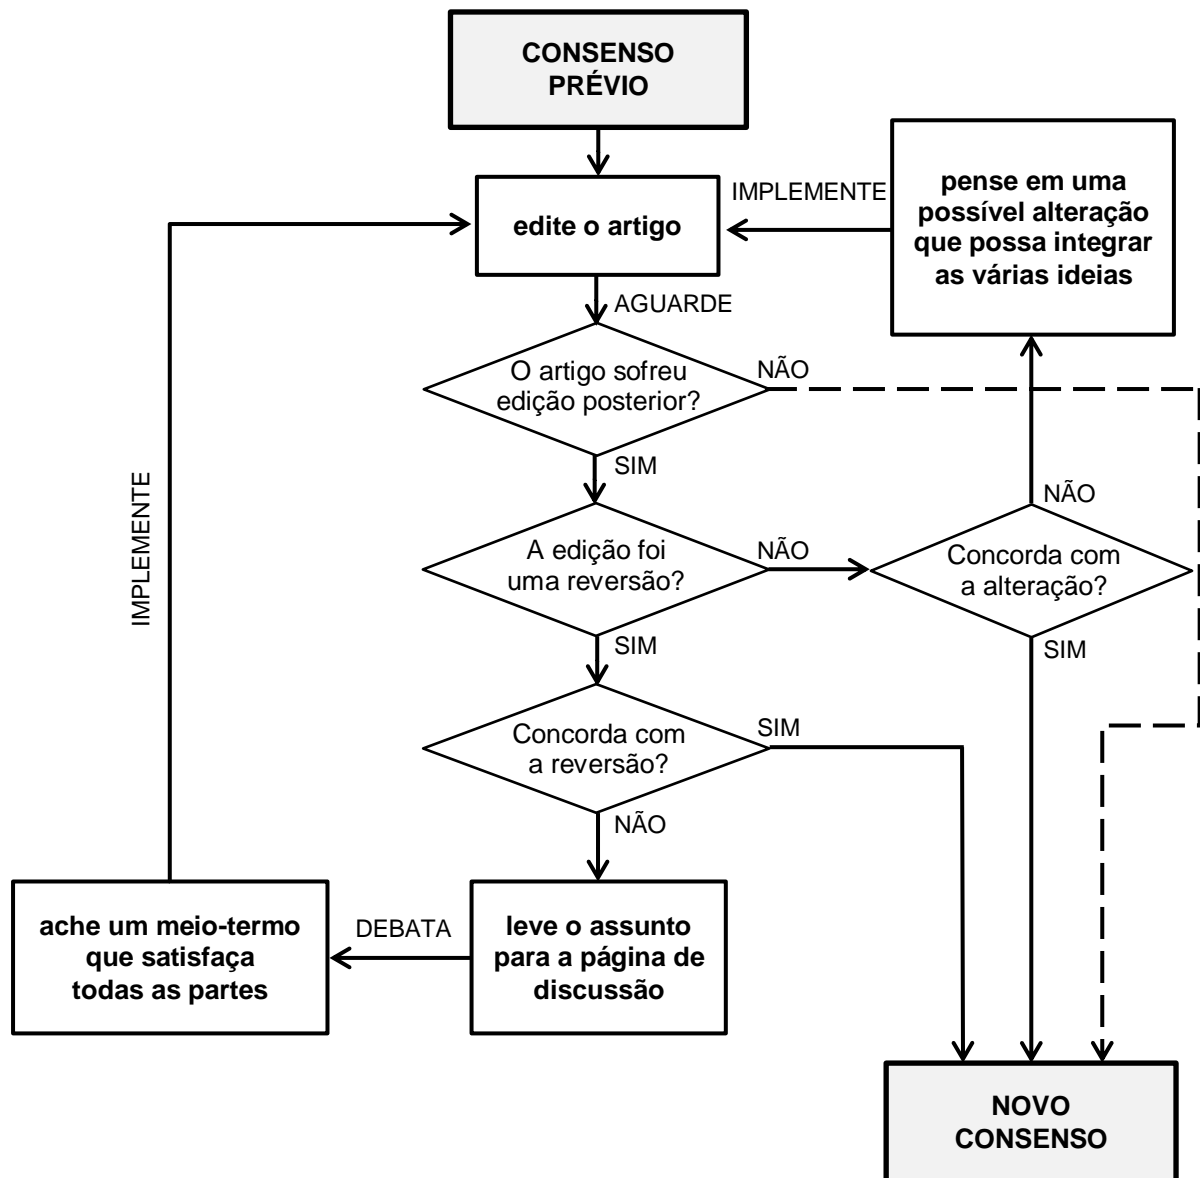 CONSENSO
PRÉVIO
IMPLEMENTE
pense em uma
possível alteração
que possa integrar
as várias ideias
edite o artigo
AGUARDE
O artigo sofreu
edição posterior?
NÃO
SIM
IMPLEMENTE
A edição foi
uma reversão?
NÃO
NÃO
Concorda com
a alteração?
SIM
SIM
Concorda com
a reversão?
SIM
NÃO
ache um meio-termo
que satisfaça
todas as partes
DEBATA
leve o assunto
para a página de
discussão
NOVO
CONSENSO